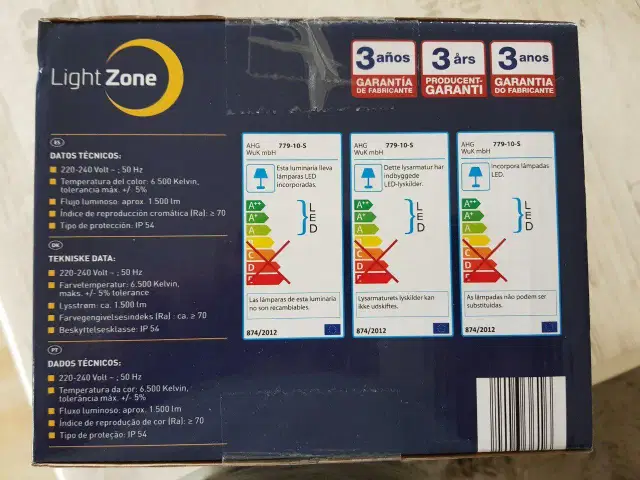 Light Zone
3 años
GARANTÍA
DE FABRICANTE
3 års
PRODUCENT-
GARANTI
3 anos
GARANTIA
DO FABRICANTE
ES
DATOS TÉCNICOS:
220-240 Volt ~ ; 50 Hz
Temperatura del color: 6.500 Kelvin,
tolerancia máx. +/- 5%
Flujo luminoso: aprox. 1.500 lm
Índice de reproducción cromática (Ra): ≥ 70
Tipo de protección: IP 54
DK
TEKNISKE DATA:
220-240 Volt ~ ; 50 Hz
Farvetemperatur: 6.500 Kelvin,
maks. +/- 5% tolerance
Lysstrøm: ca. 1.500 lm
Farvegengivelsesindeks (Ra) : ca. ≥ 70
Beskyttelsesklasse: IP 54
PT
DADOS TÉCNICOS:
220-240 Volt ~ ; 50 Hz
Temperatura da cor: 6.500 Kelvin,
tolerância máx. +/- 5%
Fluxo luminoso: aprox. 1.500 lm
Índice de reprodução de cor (Ra): ≥ 70
Tipo de proteção: IP 54
AHG 779-10-S
WuK mbH
Esta luminaria lleva
lámparas LED
incorporadas.
A++
A+
A
B
C
D
E
LED
Las lámparas de esta luminaria
no son recambiables.
874/2012
AHG 779-10-S
WuK mbH
Dette lysarmatur har
indbyggede
LED-lyskilder.
A++
A+
A
B
C
D
E
LED
Lysarmaturets lyskilder kan
ikke udskiftes.
874/2012
AHG 779-10-S
WuK mbH
Incorpora lâmpadas
LED.
A++
A+
A
B
C
D
E
LED
As lâmpadas não podem ser
substituídas.
874/2012